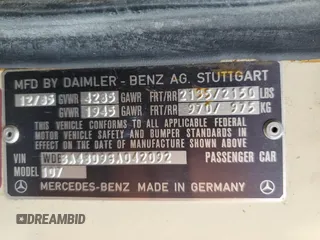 MFD BY DAIMLER - BENZ AG. STUTTGART
12/85 GVWR 4285 GAWR FRT/RR 2135/2150 LBS
GVWR 1945 GAWR FRT/RR 970/ 975 KG
THIS VEHICLE CONFORMS TO ALL APPLICABLE FEDERAL
MOTOR VEHICLE SAFETY AND BUMPER STANDARDS IN
EFFECT ON THE DATE OF MANUFACTURE SHOWN ABOVE
VIN PASSENGER CAR
MODEL 107
MERCEDES-BENZ MADE IN GERMANY
DREAMBID